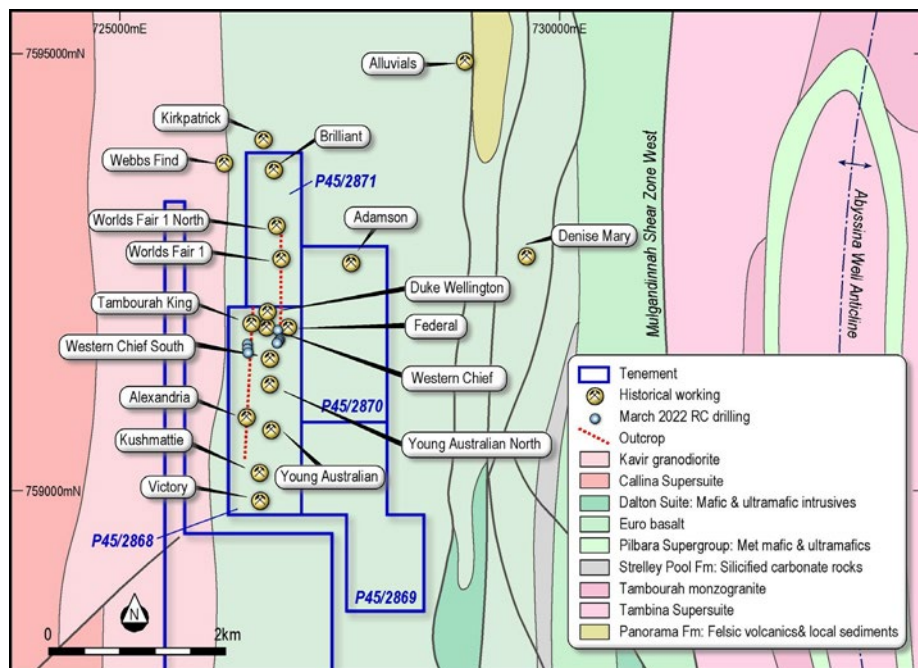 725000mE
730000mE
7595000mN
Alluvials
Kirkpatrick
Brilliant
Webbs Find
P45/2871
Worlds Fair 1 North
Adamson
Denise Mary
Worlds Fair 1
Mulgandinnah Shear Zone West
Abyssina Well Anticline
Tambourah King
Duke Wellington
Federal
Western Chief South
Western Chief
Alexandria
P45/2870
Kushmattie
Young Australian North
Young Australian
Victory
759000mN
P45/2868
P45/2869
N
0 2km
Tenement
Historical working
March 2022 RC drilling
Outcrop
Kavir granodiorite
Callina Supersuite
Dalton Suite: Mafic & ultramafic intrusives
Euro basalt
Pilbara Supergroup: Met mafic & ultramafics
Strelley Pool Fm: Silicified carbonate rocks
Tambourah monzogranite
Tambina Supersuite
Panorama Fm: Felsic volcanics& local sediments